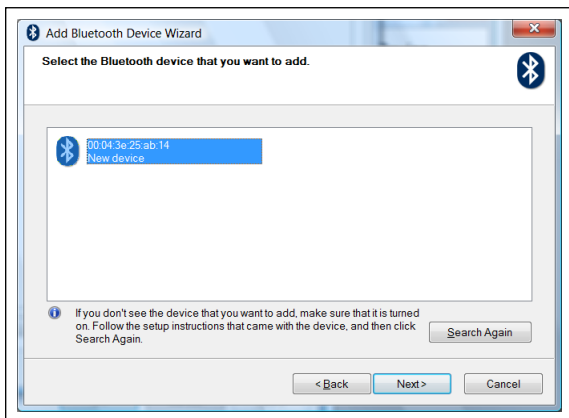 Add Bluetooth Device Wizard
Select the Bluetooth device that you want to add.
00:04:3e:25:ab:14
New device
If you don't see the device that you want to add, make sure that it is turned
on. Follow the setup instructions that came with the device, and then click
Search Again.
Search Again
< Back
Next >
Cancel